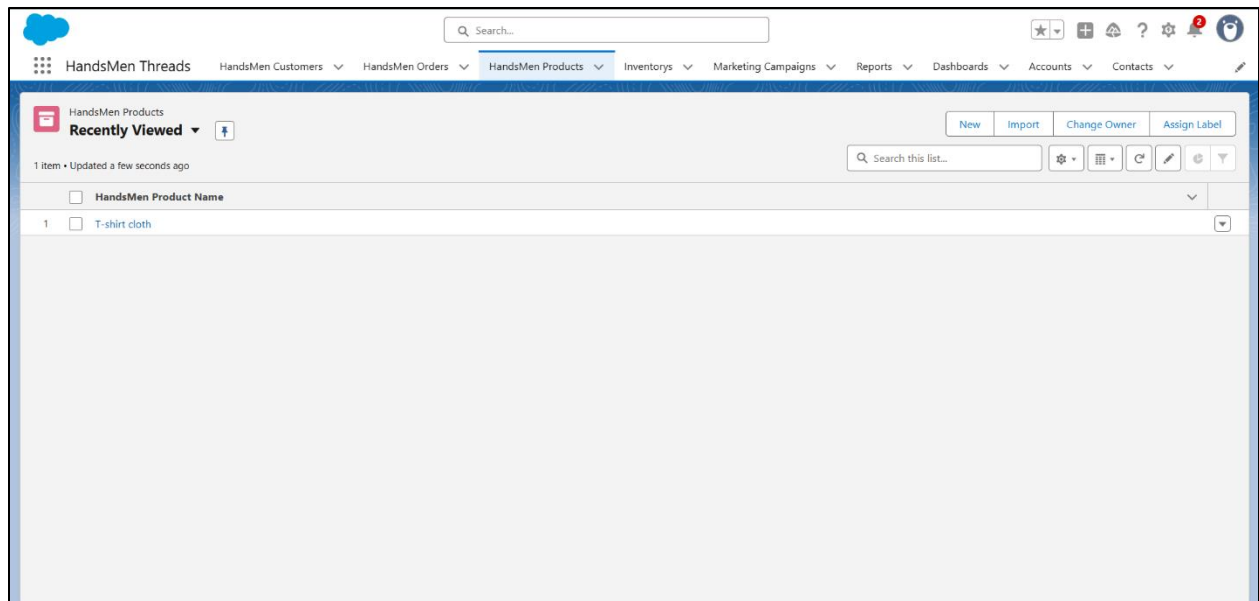 Search...
2
HandsMen Threads HandsMen Customers HandsMen Orders HandsMen Products Inventorys Marketing Campaigns Reports Dashboards Accounts Contacts
HandsMen Products
Recently Viewed
New Import Change Owner Assign Label
1 item • Updated a few seconds ago
Search this list...
HandsMen Product Name
1 T-shirt cloth